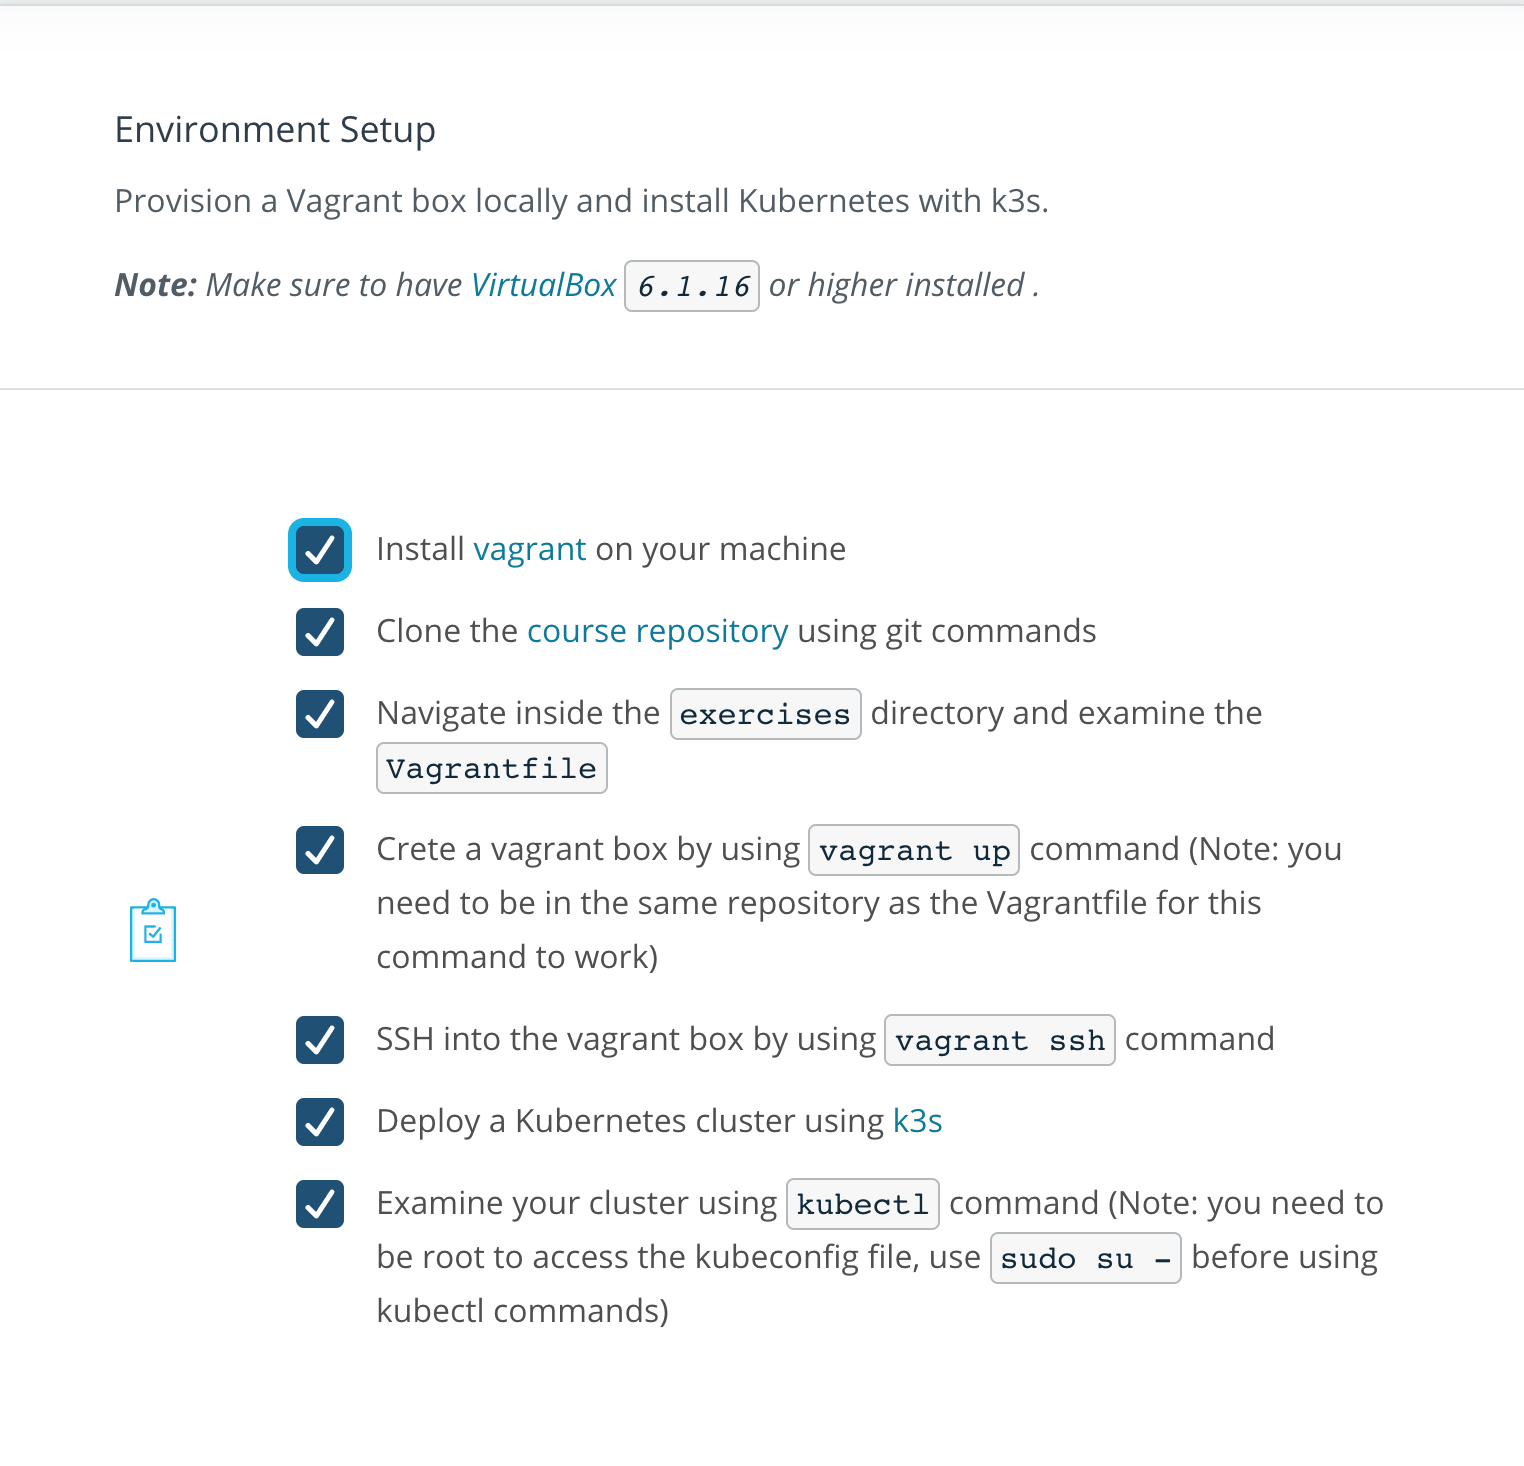 Environment Setup
Provision a Vagrant box locally and install Kubernetes with k3s.
Note: Make sure to have VirtualBox 6.1.16 or higher installed .
Install vagrant on your machine
Clone the course repository using git commands
Navigate inside the exercises directory and examine the
Vagrantfile
Crete a vagrant box by using vagrant up command (Note: you
need to be in the same repository as the Vagrantfile for this
command to work)
SSH into the vagrant box by using vagrant ssh command
Deploy a Kubernetes cluster using k3s
Examine your cluster using kubectl command (Note: you need to
be root to access the kubeconfig file, use sudo su - before using
kubectl commands)